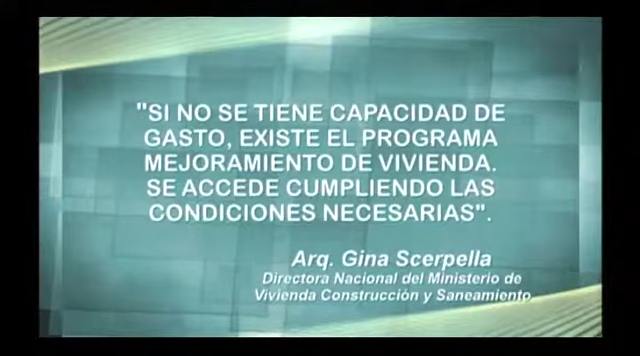 "SI NO SE TIENE CAPACIDAD DE
GASTO, EXISTE EL PROGRAMA
MEJORAMIENTO DE VIVIENDA.
SE ACCEDE CUMPLIENDO LAS
CONDICIONES NECESARIAS".
Arq. Gina Scerpella
Directora Nacional del Ministerio de
Vivienda Construcción y Saneamiento